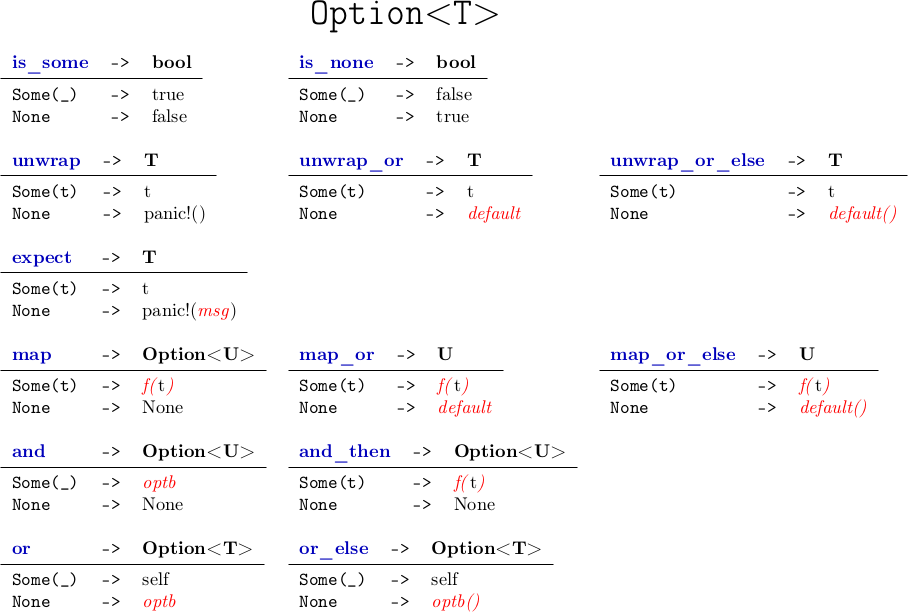 Option<T>
is_some -> bool is_none -> bool
Some(_) -> true Some(_) -> false
None -> false None -> true
unwrap -> T unwrap_or -> T unwrap_or_else -> T
Some(t) -> t Some(t) -> t Some(t) -> t
None -> panic!() None -> default None -> default()
expect -> T
Some(t) -> t
None -> panic!(msg)
map -> Option<U> map_or -> U map_or_else -> U
Some(t) -> f(t) Some(t) -> f(t) Some(t) -> f(t)
None -> None None -> default None -> default()
and -> Option<U> and_then -> Option<U>
Some(_) -> optb Some(t) -> f(t)
None -> None None -> None
or -> Option<T> or_else -> Option<T>
Some(_) -> self Some(_) -> self
None -> optb None -> optb()